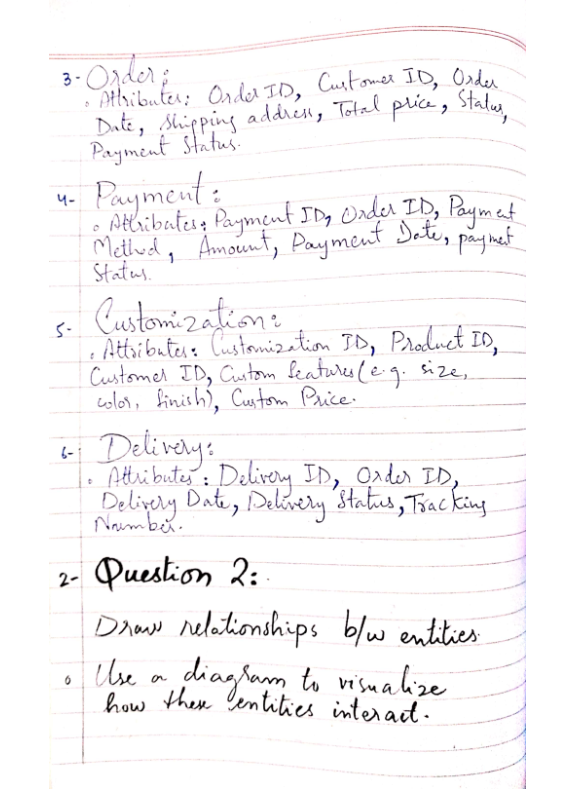 3- Order:
• Attributes: Order ID, Customer ID, Order
Date, Shipping address, Total price, Status,
Payment Status.
4- Payment:
• Attributes: Payment ID, Order ID, Payment
Method, Amount, Payment Date, paymet
Status.
5- Customization:
• Attributes: Customization ID, Product ID,
Customer ID, Custom features (e.g. size,
color, finish), Custom Price.
6- Delivery:
• Attributes: Delivery ID, Order ID,
Delivery Date, Delivery Status, Tracking
Number.
2- Question 2:
Draw relationships b/w entities.
• Use a diagram to visualize
how these entities interact.